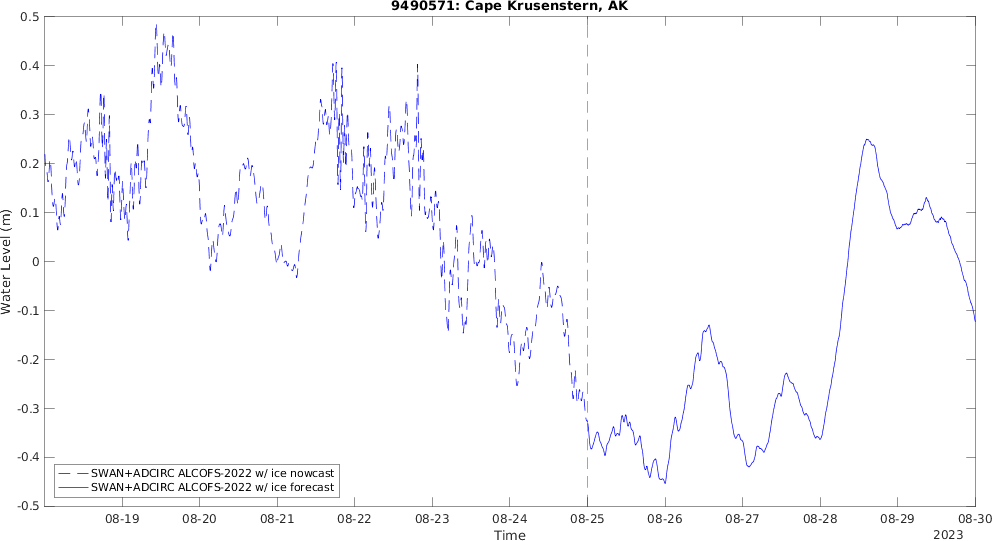 9490571: Cape Krusenstern, AK
0.5
0.4
0.3
0.2
0.1
0
-0.1
-0.2
-0.3
-0.4
-0.5
Water Level (m)
SWAN+ADCIRC ALCOFS-2022 w/ ice nowcast
SWAN+ADCIRC ALCOFS-2022 w/ ice forecast
08-19 08-20 08-21 08-22 08-23 08-24 08-25 08-26 08-27 08-28 08-29 08-30
Time
2023